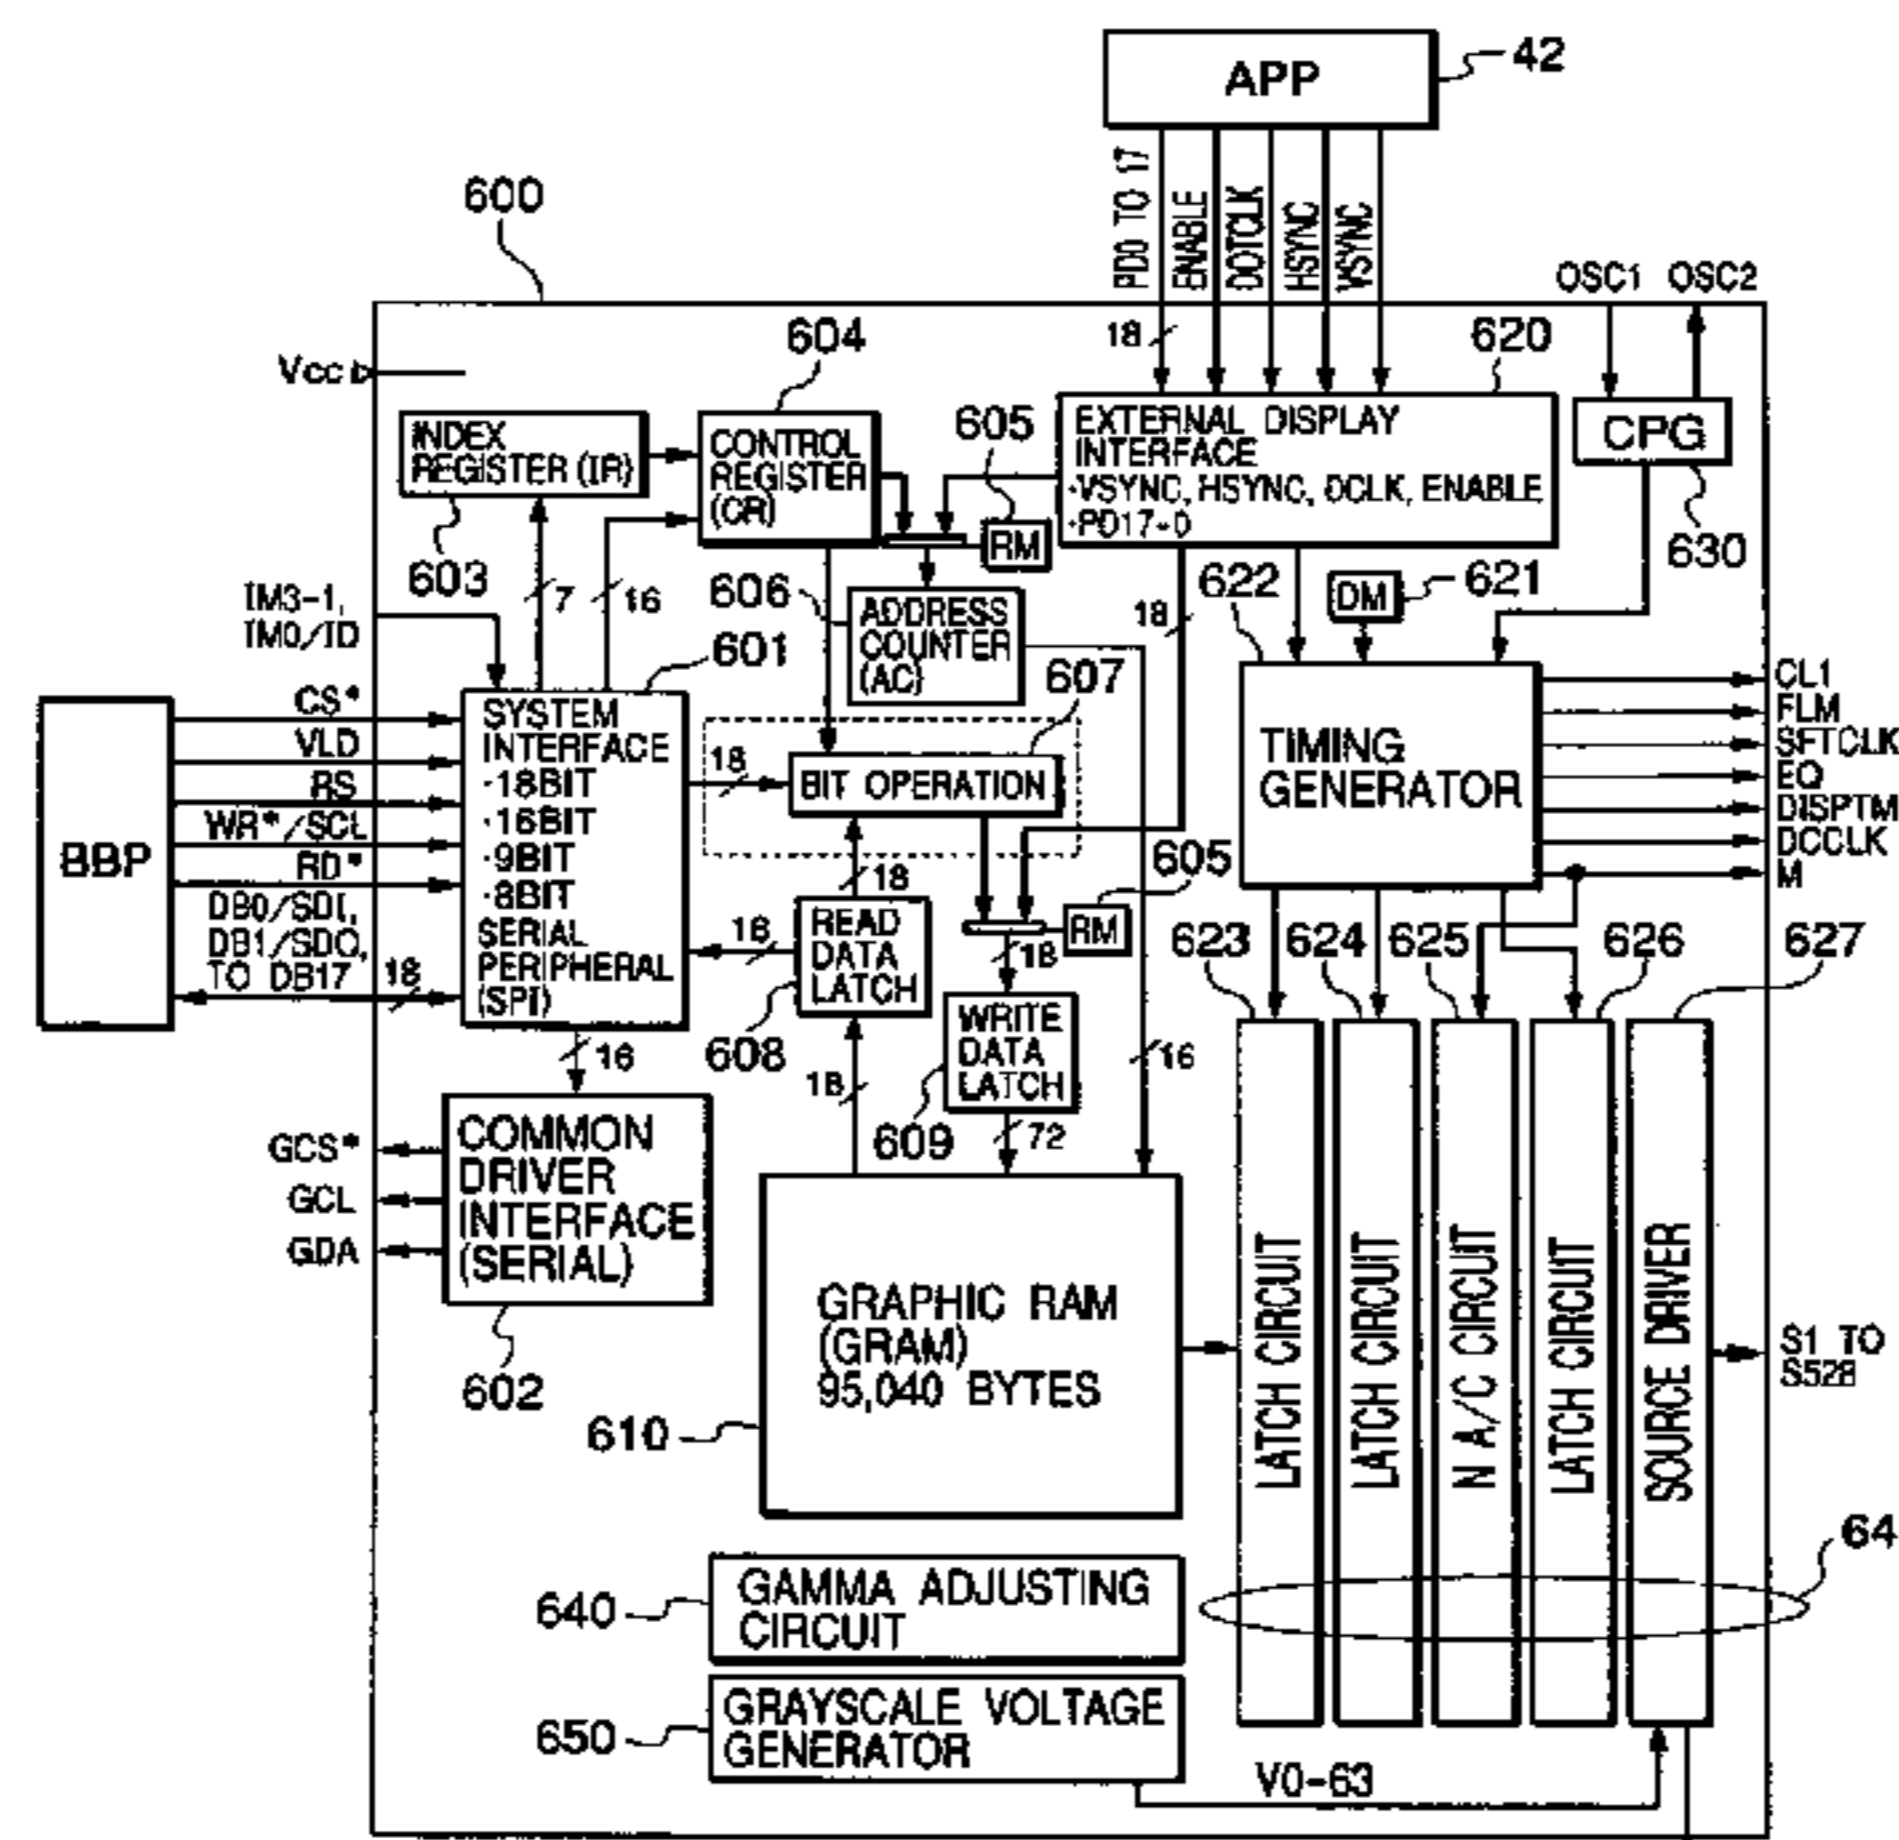 APP
42
PD0 TO 17
ENABLE
DOTCLK
HSYNC
VSYNC
600
OSC1 OSC2
Vcc
604
18
620
INDEX
REGISTER (IR)
CONTROL
REGISTER
(CR)
605
EXTERNAL DISPLAY
INTERFACE
·VSYNC, HSYNC, DCLK, ENABLE
·PD17-0
CPG
RM
630
603
7
16
606
ADDRESS
COUNTER
(AC)
18
622
DM
621
IM3-1,
IM0/ID
601
607
BBP
CS*
VLD
RS
WR*/SCL
RD*
DB0/SDI,
DB1/SDO,
TO DB17
18
SYSTEM
INTERFACE
·18BIT
·16BIT
·9BIT
·8BIT
SERIAL
PERIPHERAL
(SPI)
18
BIT OPERATION
TIMING
GENERATOR
CL1
FLM
SFTCLK
EQ
DISPTM
DCCLK
M
18
605
18
READ
DATA
LATCH
RM
18
623
624
625
626
627
608
WRITE
DATA
LATCH
16
16
18
609
72
GCS*
GCL
GDA
COMMON
DRIVER
INTERFACE
(SERIAL)
602
GRAPHIC RAM
(GRAM)
95,040 BYTES
610
LATCH CIRCUIT
LATCH CIRCUIT
N A/C CIRCUIT
LATCH CIRCUIT
SOURCE DRIVER
S1 TO
S528
64
GAMMA ADJUSTING
CIRCUIT
640
GRAYSCALE VOLTAGE
GENERATOR
650
V0-63